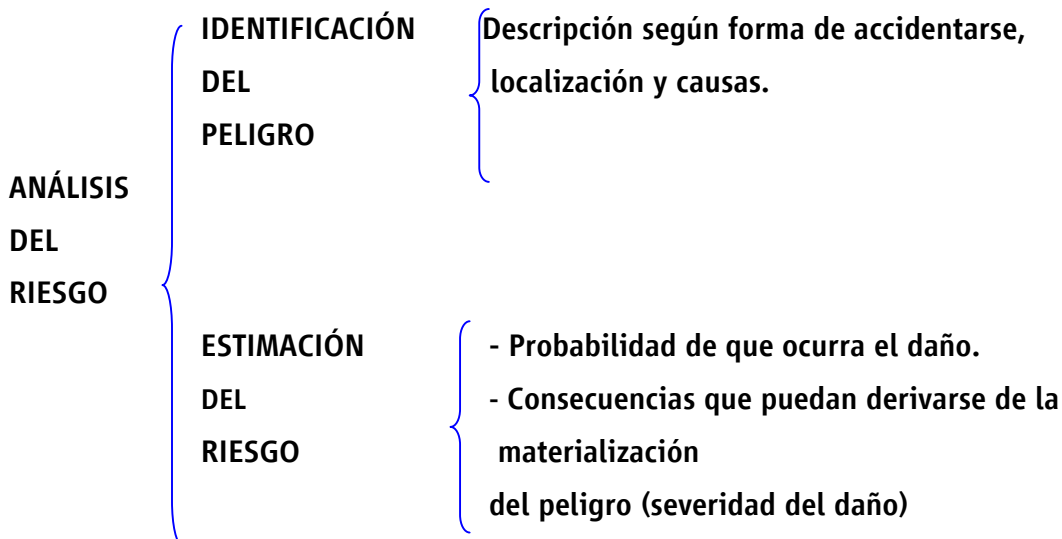 ANÁLISIS
DEL
RIESGO
IDENTIFICACIÓN
DEL
PELIGRO
Descripción según forma de accidentarse,
localización y causas.
ESTIMACIÓN
DEL
RIESGO
- Probabilidad de que ocurra el daño.
- Consecuencias que puedan derivarse de la
materialización
del peligro (severidad del daño)